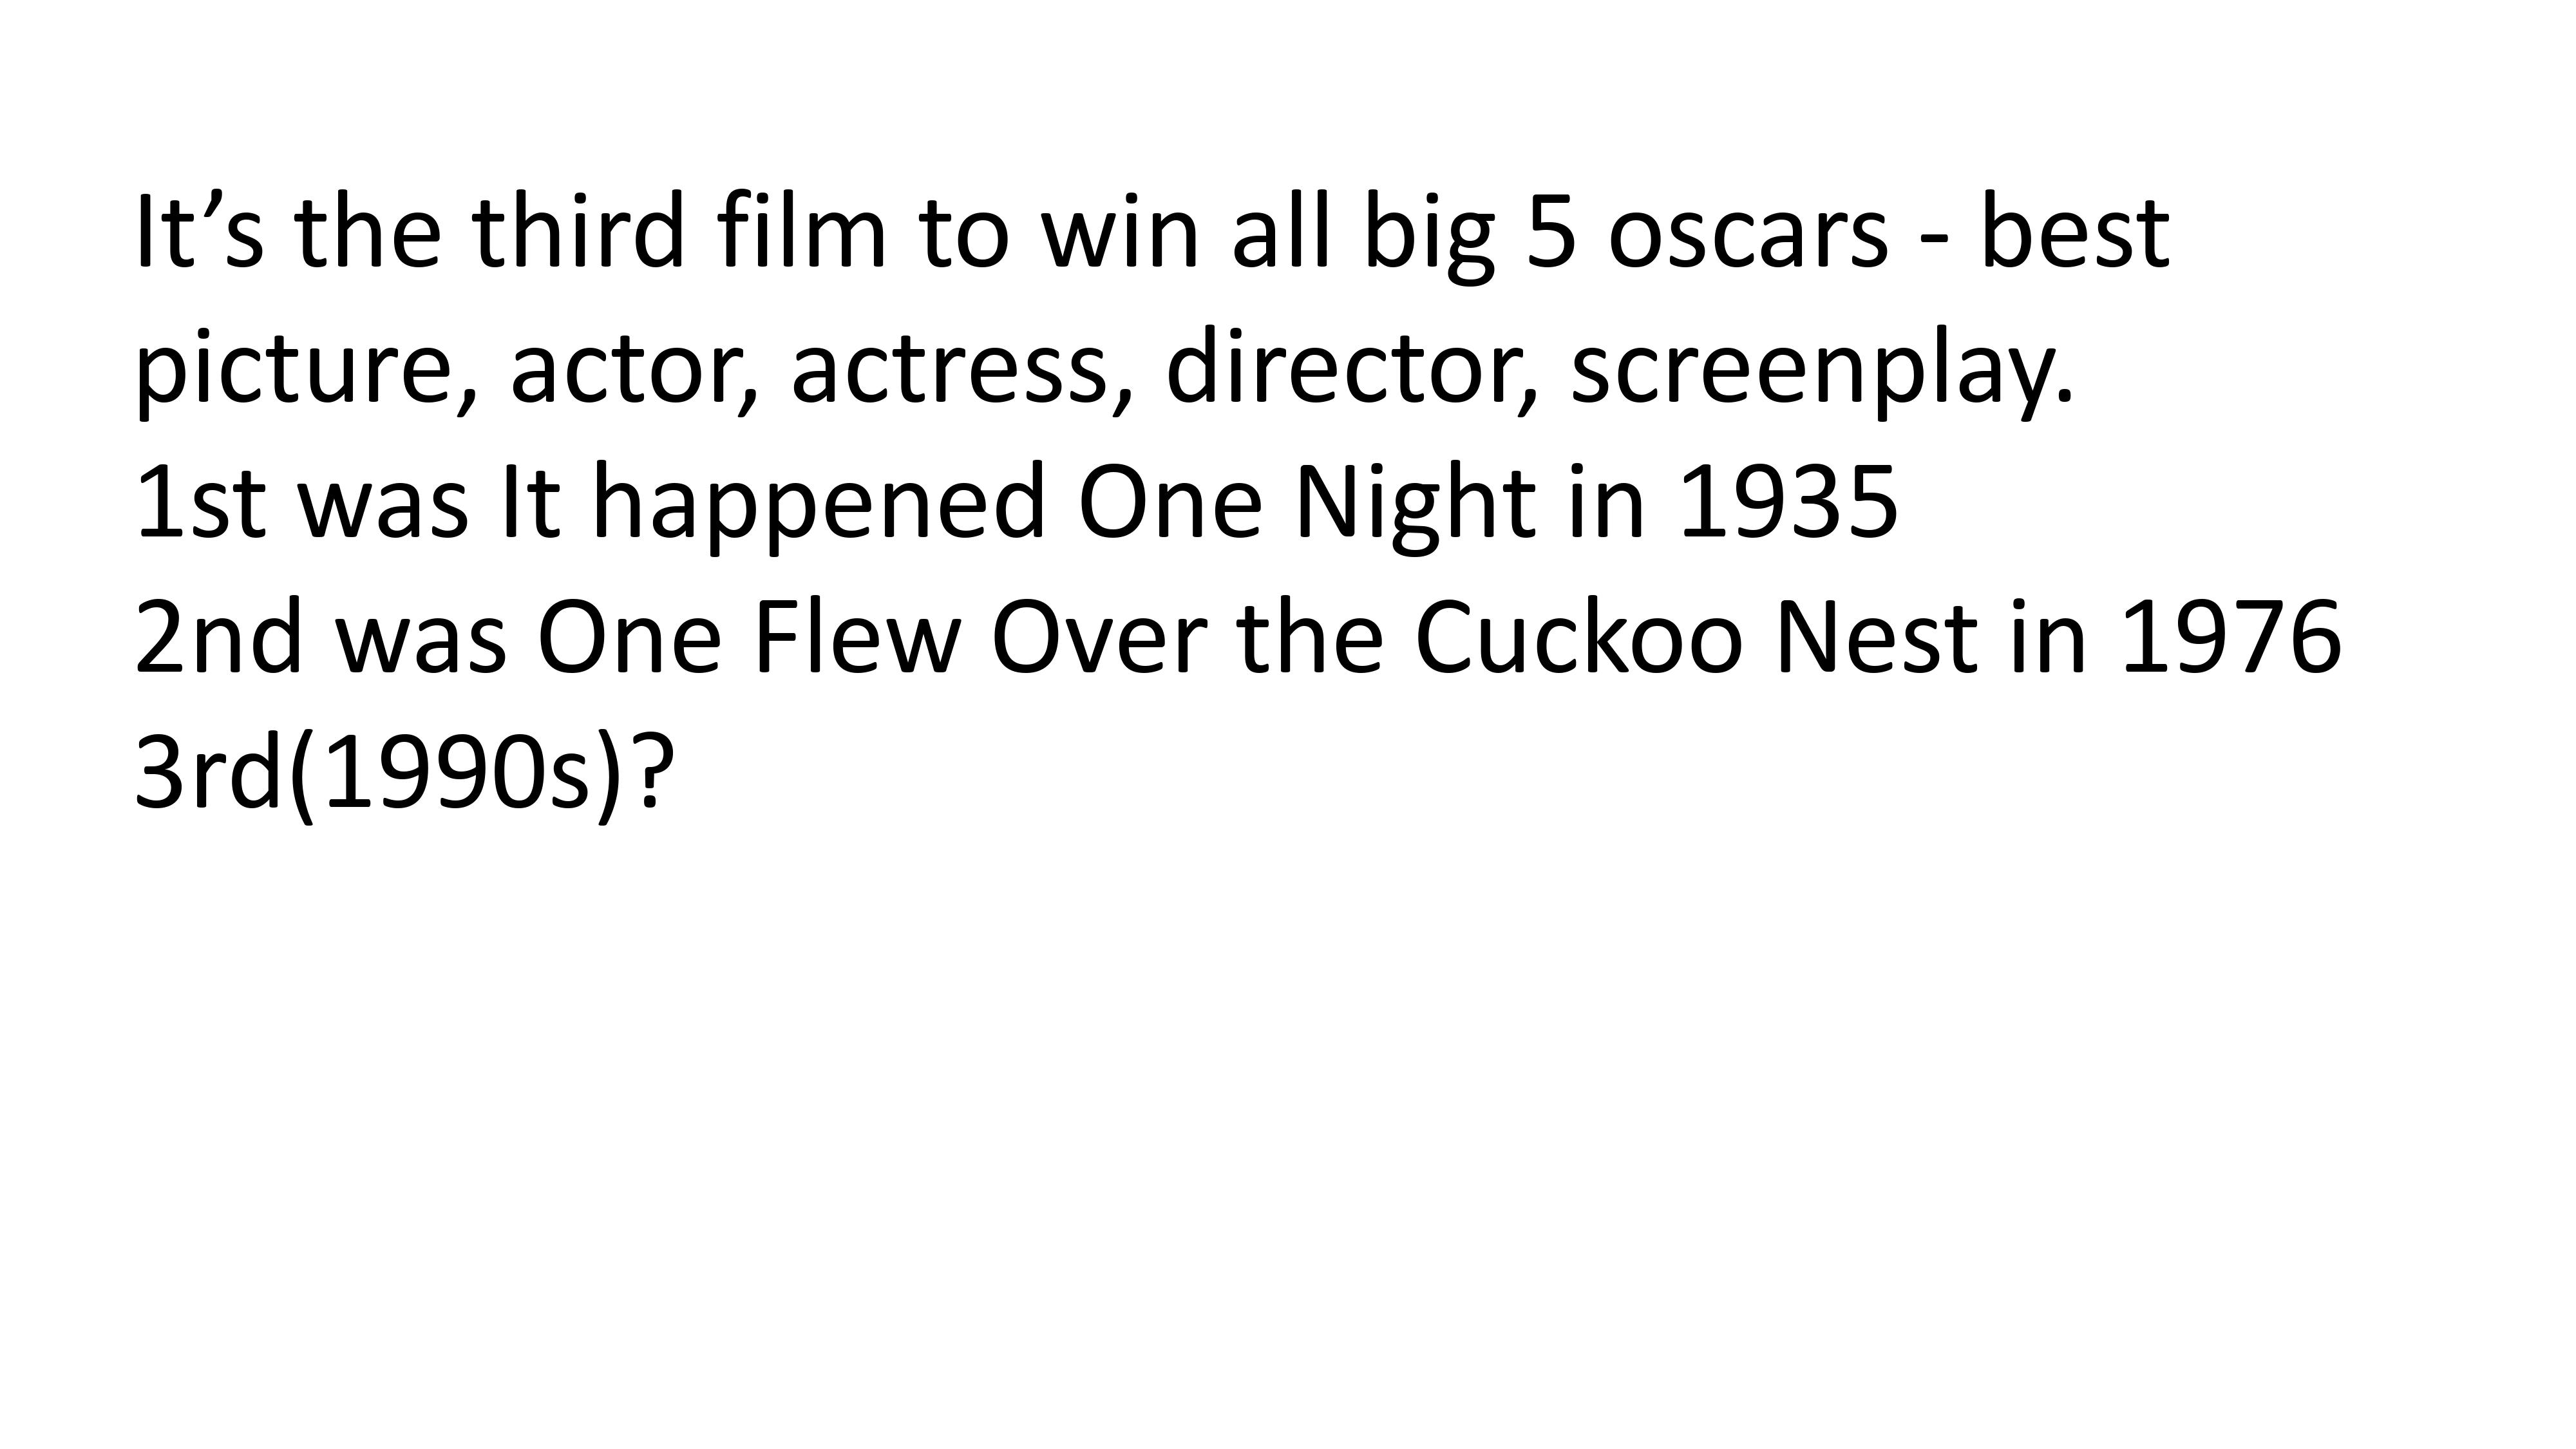 It’s the third film to win all big 5 oscars - best
picture, actor, actress, director, screenplay.
1st was It happened One Night in 1935
2nd was One Flew Over the Cuckoo Nest in 1976
3rd(1990s)?